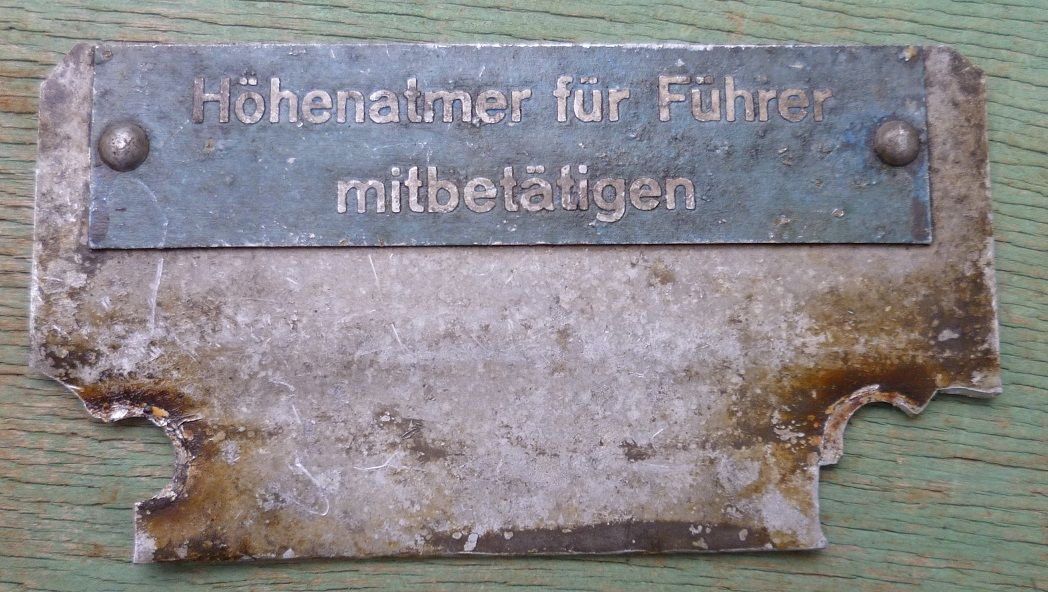 Höhenatmer für Führer
mitbetätigen